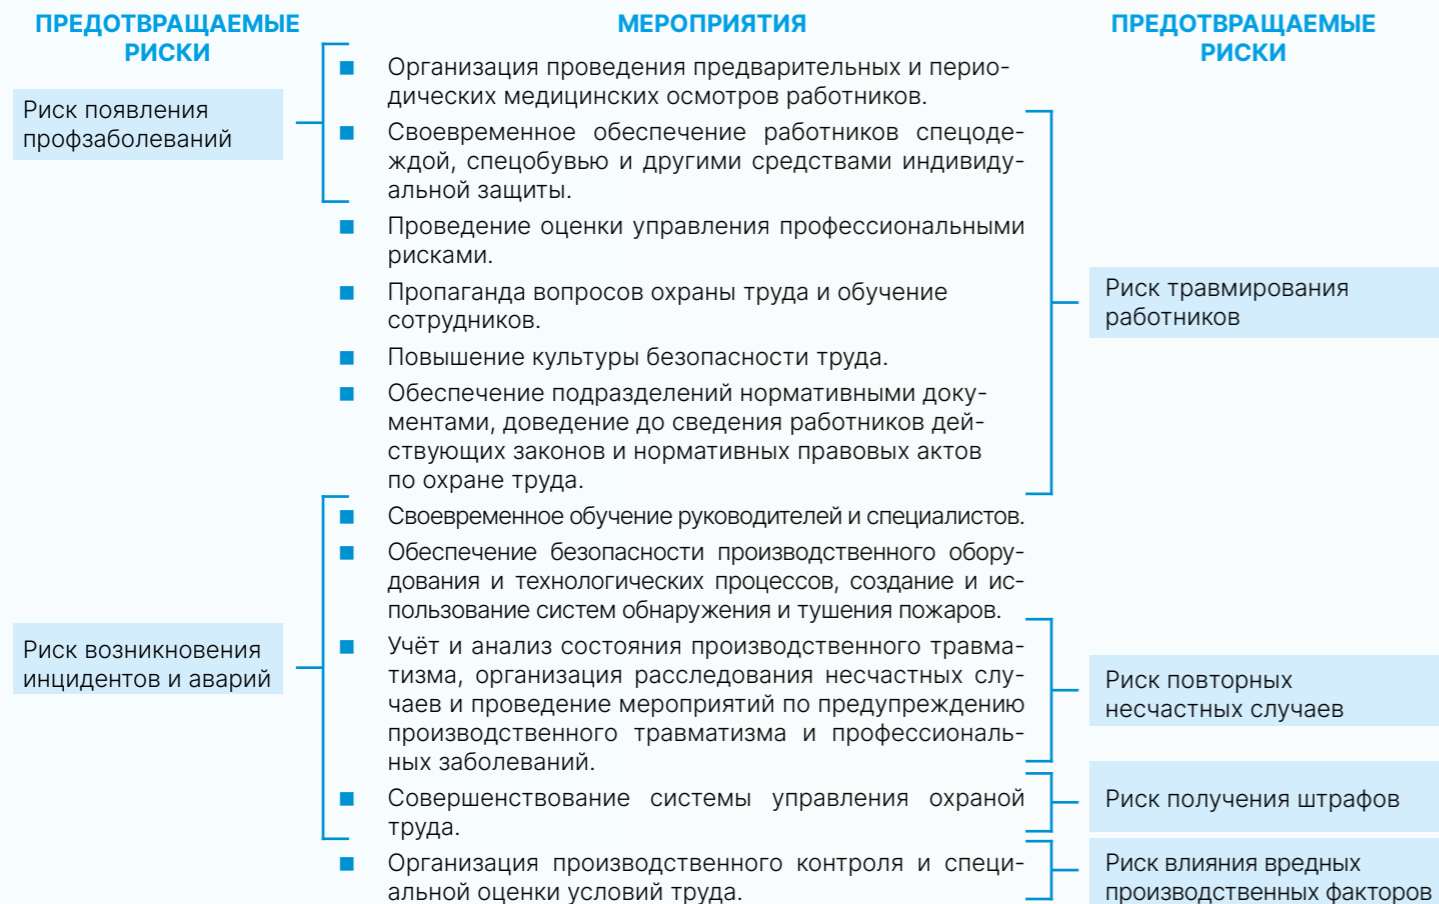 ПРЕДОТВРАЩАЕМЫЕ
РИСКИ
МЕРОПРИЯТИЯ
ПРЕДОТВРАЩАЕМЫЕ
РИСКИ
Риск появления
профзаболеваний
Организация проведения предварительных и перио-
дических медицинских осмотров работников.
Своевременное обеспечение работников спецоде-
ждой, спецобувью и другими средствами индивиду-
альной защиты.
Проведение оценки управления профессиональными
рисками.
Пропаганда вопросов охраны труда и обучение
сотрудников.
Повышение культуры безопасности труда.
Обеспечение подразделений нормативными доку-
ментами, доведение до сведения работников дей-
ствующих законов и нормативных правовых актов
по охране труда.
Риск травмирования
работников
Риск возникновения
инцидентов и аварий
Своевременное обучение руководителей и специалистов.
Обеспечение безопасности производственного обору-
дования и технологических процессов, создание и ис-
пользование систем обнаружения и тушения пожаров.
Учёт и анализ состояния производственного травма-
тизма, организация расследования несчастных слу-
чаев и проведение мероприятий по предупреждению
производственного травматизма и профессиональ-
ных заболеваний.
Совершенствование системы управления охраной
труда.
Организация производственного контроля и специ-
альной оценки условий труда.
Риск повторных
несчастных случаев
Риск получения штрафов
Риск влияния вредных
производственных факторов